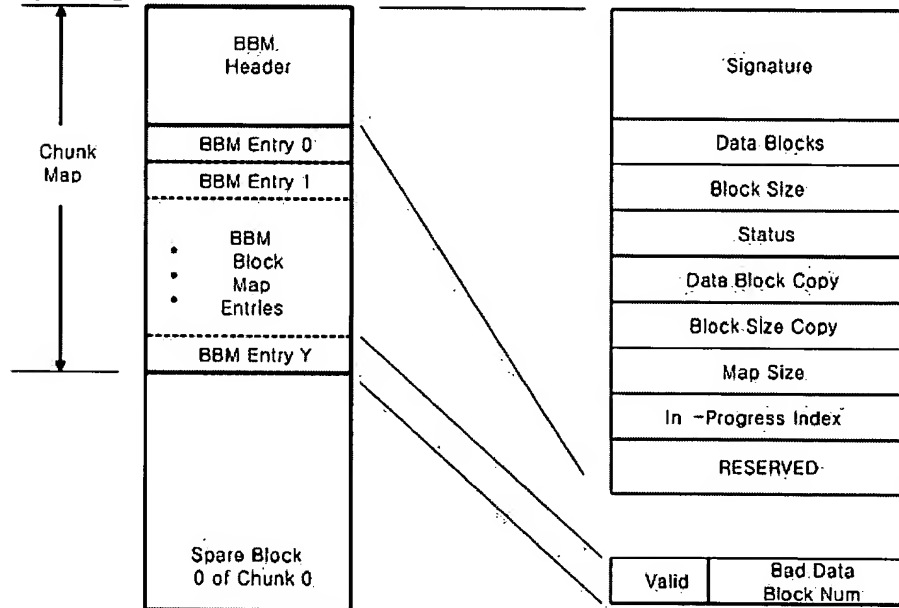 BBM.
Header
Chunk
Map
BBM Entry 0
BBM Entry 1
BBM
Block
Map
Entries
BBM Entry Y
Spare Block
0 of Chunk 0
Signature
Data Blocks
Block Size
Status
Data Block Copy
Block Size Copy
Map Size
In -Progress Index
RESERVED
Valid
Bad Data
Block Num